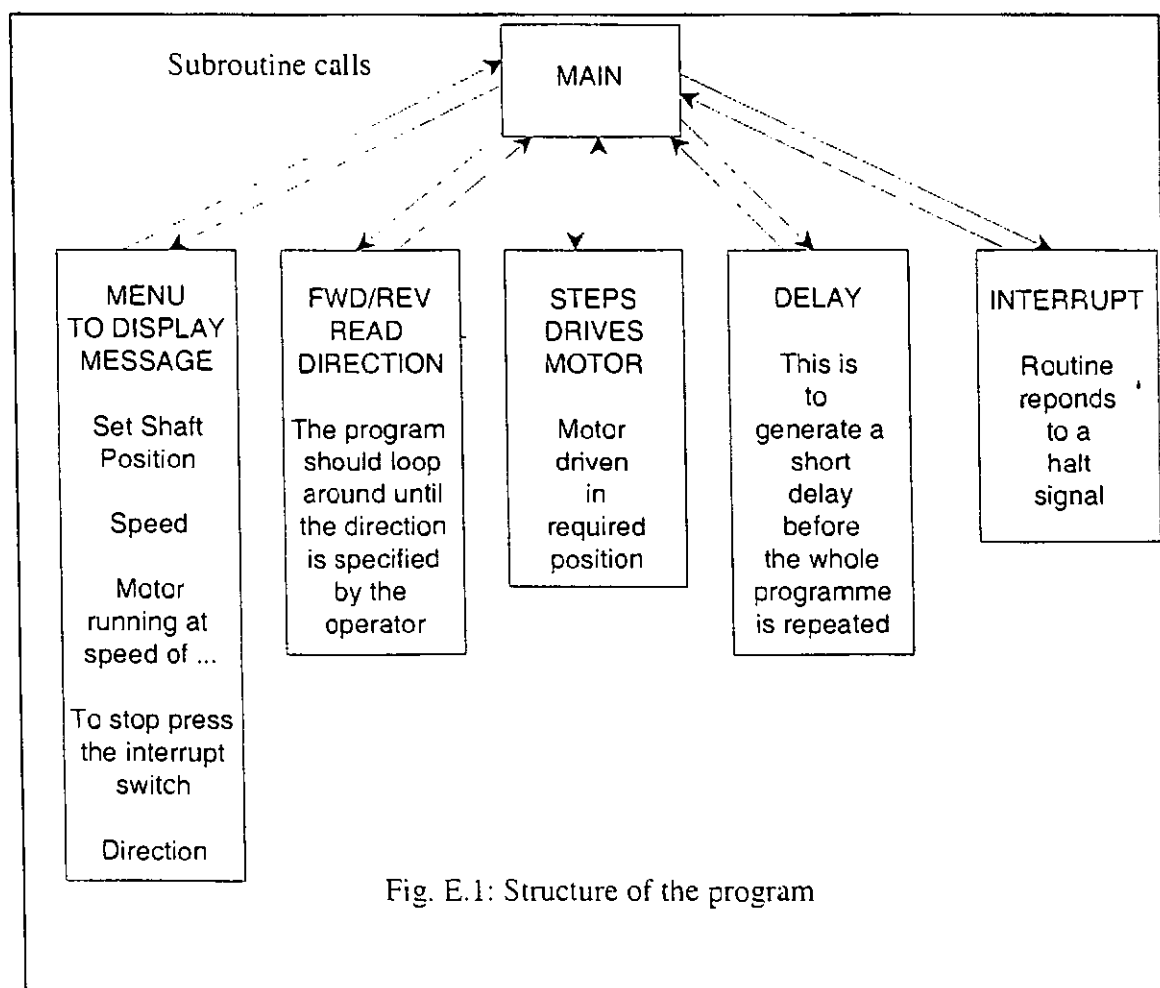 Subroutine calls
MAIN
MENU
TO DISPLAY
MESSAGE
Set Shaft
Position
Speed
Motor
running at
speed of ...
To stop press
the interrupt
switch
Direction
FWD/REV
READ
DIRECTION
The program
should loop
around until
the direction
is specified
by the
operator
STEPS
DRIVES
MOTOR
Motor
driven
in
required
position
DELAY
This is
to
generate a
short
delay
before
the whole
programme
is repeated
INTERRUPT
Routine
reponds
to a
halt
signal
Fig. E.1: Structure of the program